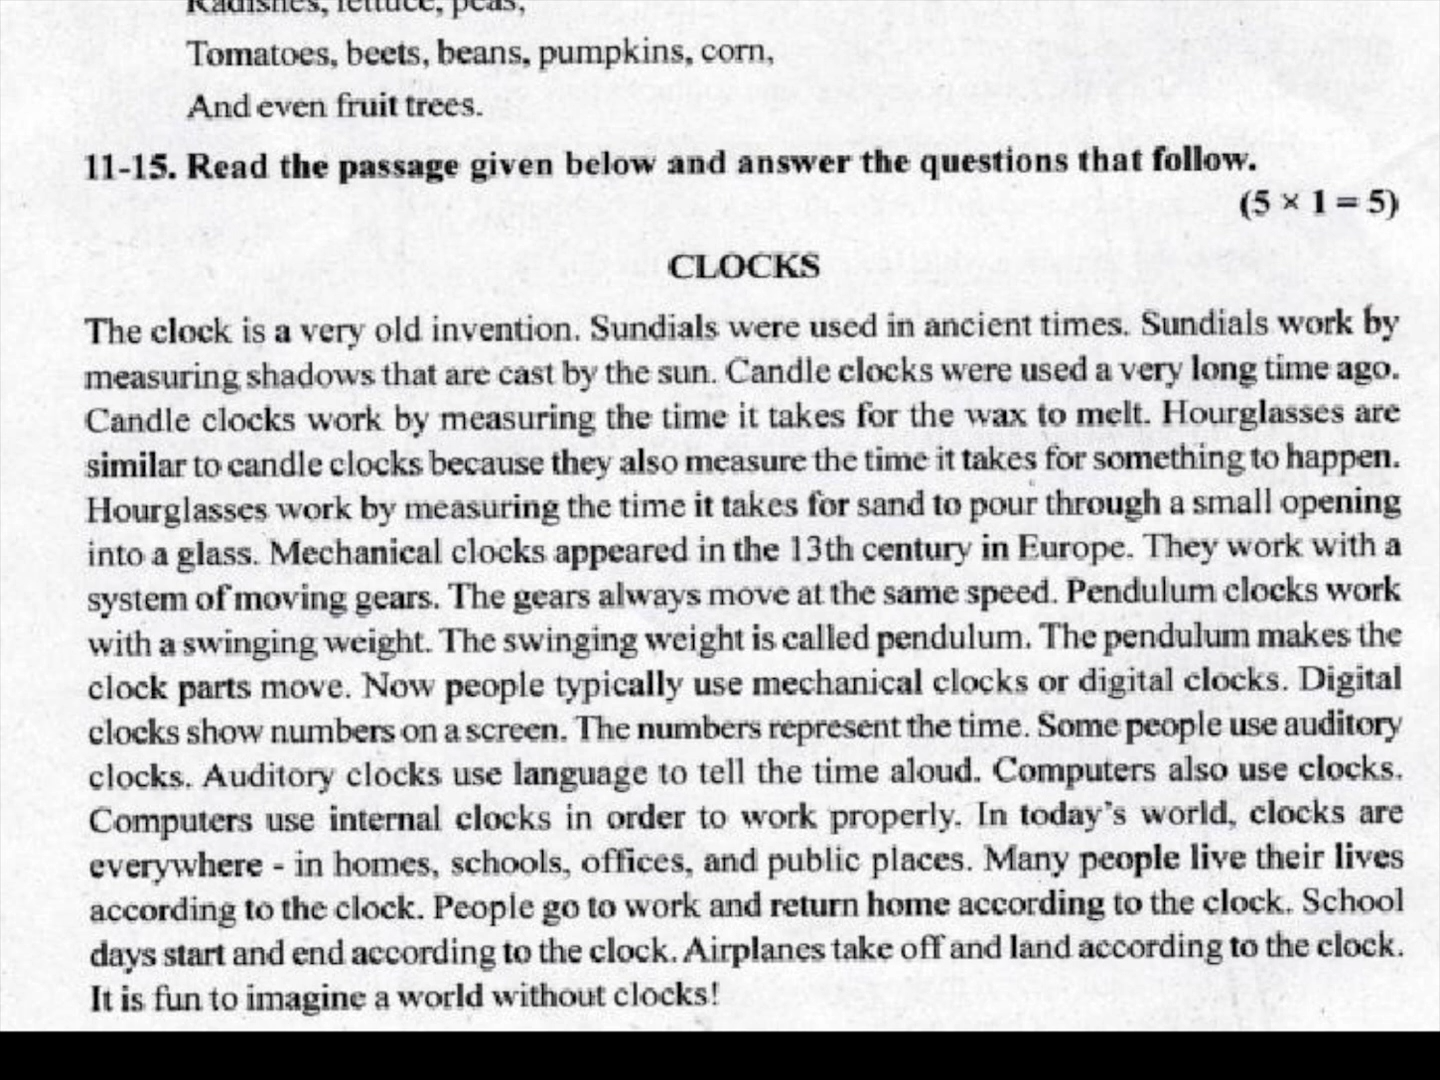 Radishes, lettuce, peas,
Tomatoes, beets, beans, pumpkins, corn,
And even fruit trees.
11-15. Read the passage given below and answer the questions that follow.
(5 × 1 = 5)
CLOCKS
The clock is a very old invention. Sundials were used in ancient times. Sundials work by
measuring shadows that are cast by the sun. Candle clocks were used a very long time ago.
Candle clocks work by measuring the time it takes for the wax to melt. Hourglasses are
similar to candle clocks because they also measure the time it takes for something to happen.
Hourglasses work by measuring the time it takes for sand to pour through a small opening
into a glass. Mechanical clocks appeared in the 13th century in Europe. They work with a
system of moving gears. The gears always move at the same speed. Pendulum clocks work
with a swinging weight. The swinging weight is called pendulum. The pendulum makes the
clock parts move. Now people typically use mechanical clocks or digital clocks. Digital
clocks show numbers on a screen. The numbers represent the time. Some people use auditory
clocks. Auditory clocks use language to tell the time aloud. Computers also use clocks.
Computers use internal clocks in order to work properly. In today's world, clocks are
everywhere - in homes, schools, offices, and public places. Many people live their lives
according to the clock. People go to work and return home according to the clock. School
days start and end according to the clock. Airplanes take off and land according to the clock.
It is fun to imagine a world without clocks!